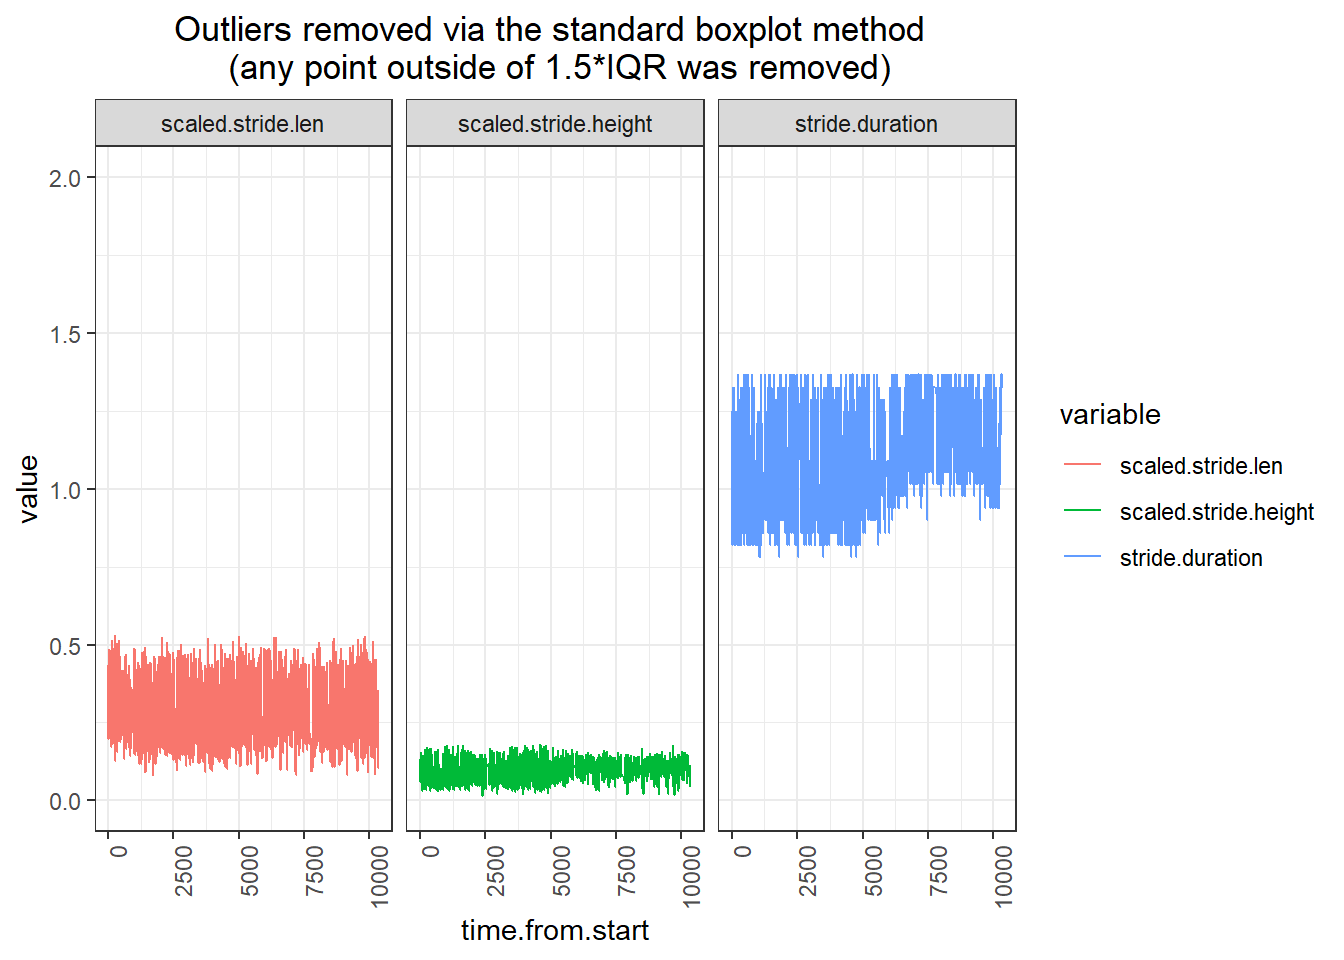 Outliers removed via the standard boxplot method
(any point outside of 1.5*IQR was removed)
scaled.stride.len
scaled.stride.height
stride.duration
2.0
1.5
1.0
0.5
0.0
value
0
2500
5000
7500
10000
0
2500
5000
7500
10000
0
2500
5000
7500
10000
time.from.start
variable
scaled.stride.len
scaled.stride.height
stride.duration